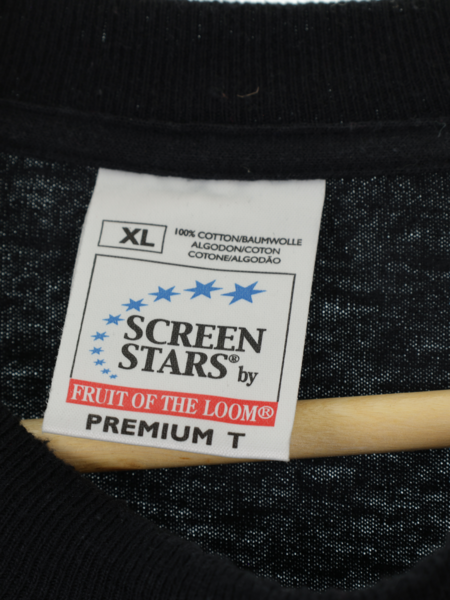 XL
100% COTTON/BAUMWOLLE
ALGODON/COTON
COTONE/ALGODÃO
SCREEN
STARS® by
FRUIT OF THE LOOM®
PREMIUM T